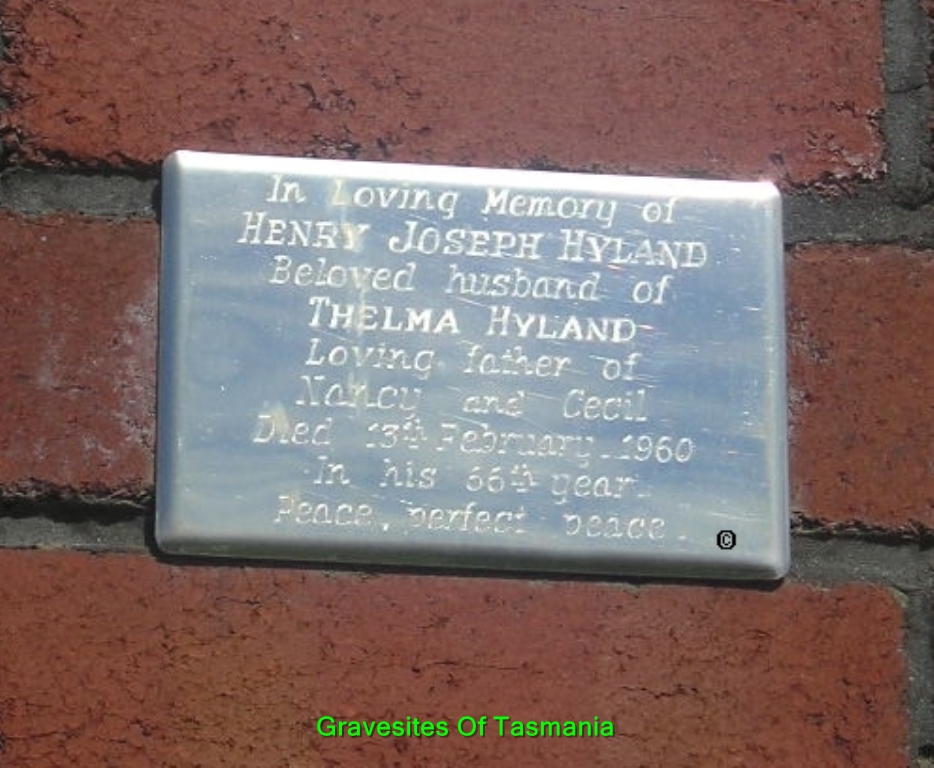 In Loving Memory of
HENRY JOSEPH HYLAND
Beloved husband of
THELMA HYLAND
Loving father of
Nancy and Cecil
Died 13th February 1960
In his 66th year
Peace, perfect peace.
©
Gravesites Of Tasmania